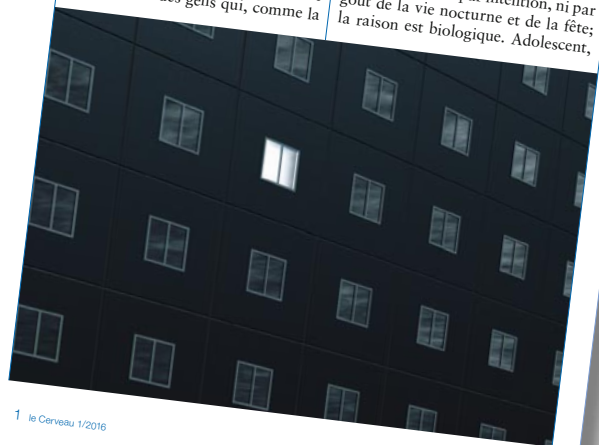 des gens qui, comme la
intention, ni par
goût de la vie nocturne et de la fête;
la raison est biologique. Adolescent,
1 le Cerveau 1/2016